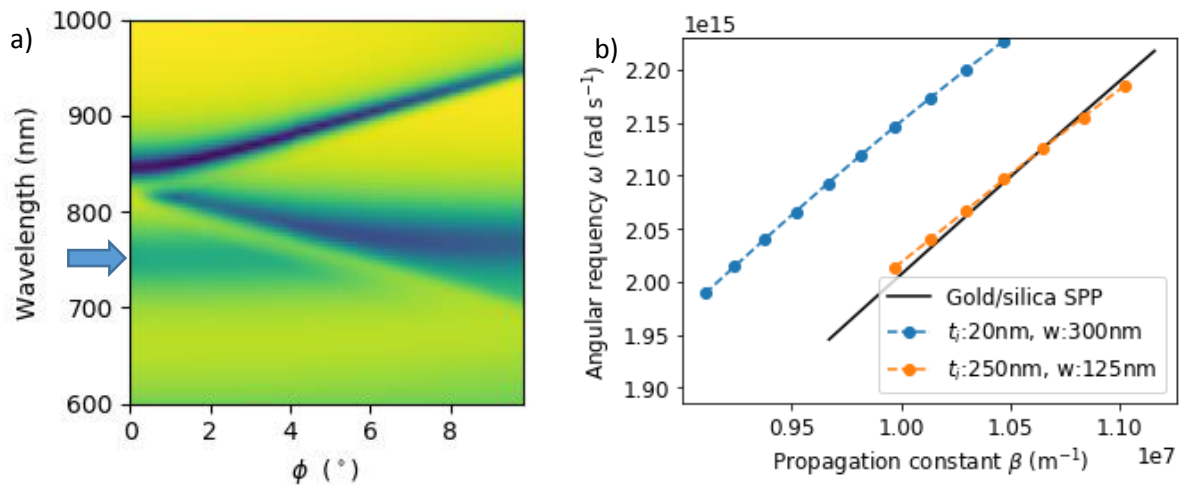 a)
1000
900
800
700
600
Wavelength (nm)
0
2
4
6
8
ϕ (°)
b)
1e15
2.20
2.15
2.10
2.05
2.00
1.95
1.90
Angular requency ω (rad s⁻¹)
Gold/silica SPP
tᵢ:20nm, w:300nm
tᵢ:250nm, w:125nm
0.95
1.00
1.05
1.10
Propagation constant β (m⁻¹)
1e7